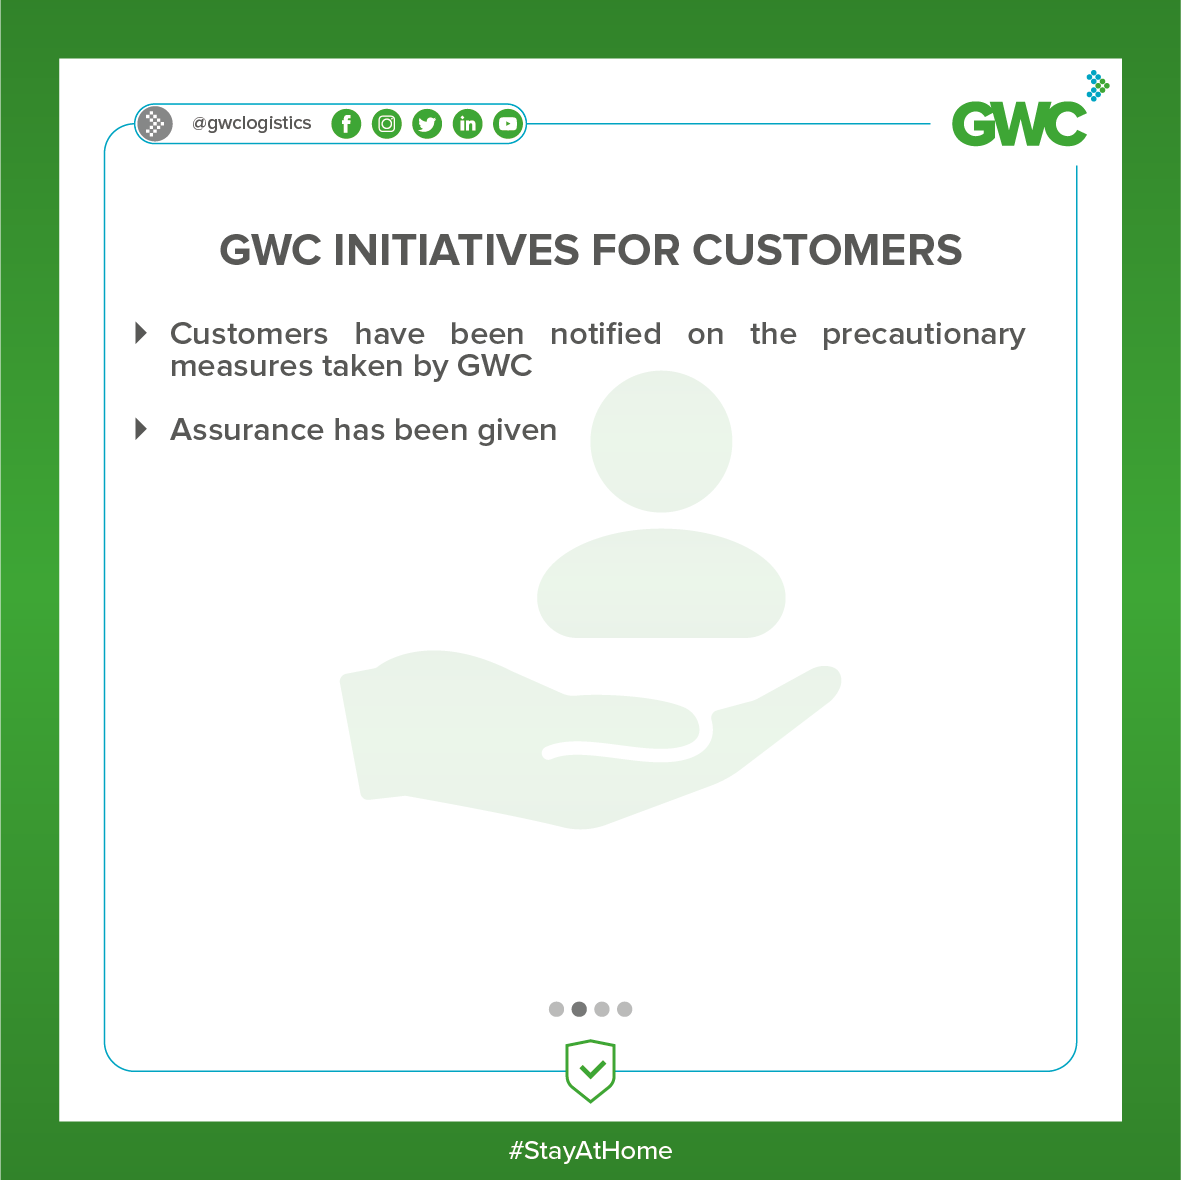 @gwclogistics
GWC
GWC INITIATIVES FOR CUSTOMERS
Customers have been notified on the precautionary
measures taken by GWC
Assurance has been given
#StayAtHome